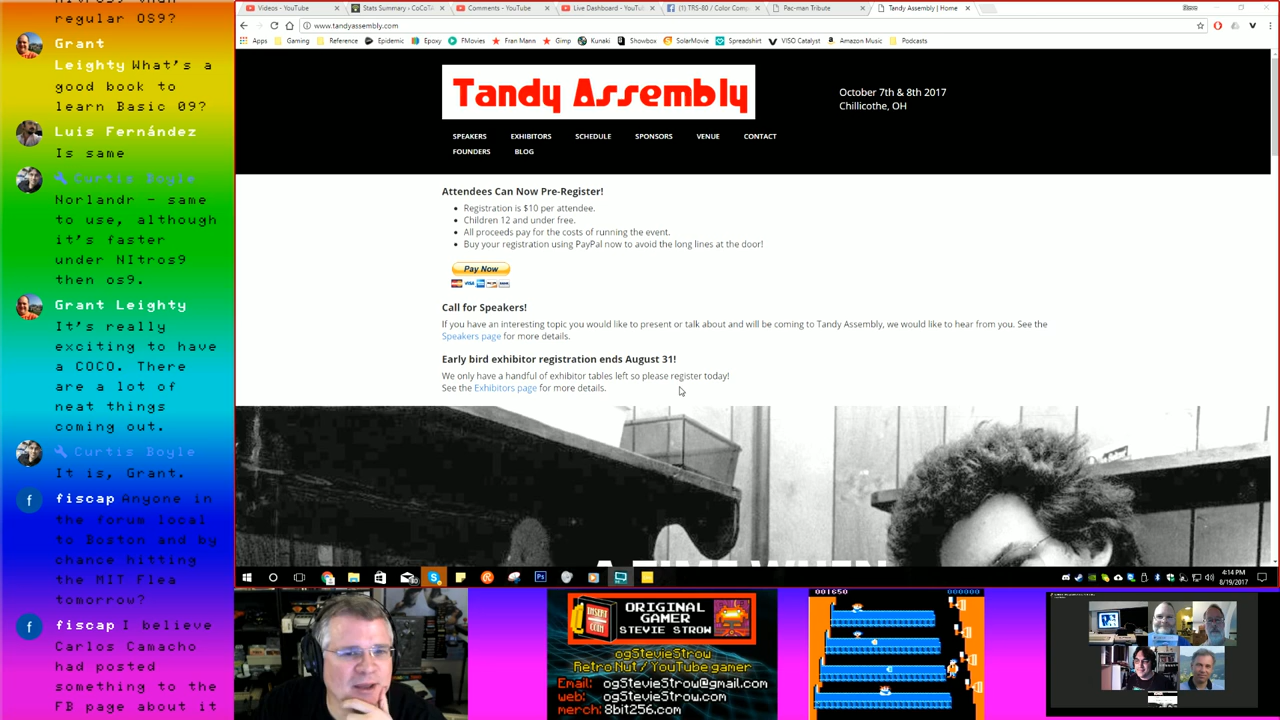 regular OS9?
Grant
Leighty What's a
good book to
learn Basic 09?
Luis Fernández
Is same
Curtis Boyle
Norlandr - same
to use, although
it's faster
under NItros9
then os9.
Grant Leighty
It's really
exciting to have
a COCO. There
are a lot of
neat things
coming out.
Curtis Boyle
It is, Grant.
fiscap Anyone in
the forum local
to Boston and by
chance hitting
the MIT Flea
tomorrow?
fiscap I believe
Carlos Camacho
had posted
something to the
FB page about it
Videos - YouTube
Stats Summary - CoCoTA
Comments - YouTube
Live Dashboard - YouTu
(1) TRS-80 / Color Comp
Pac-man Tribute
Tandy Assembly | Home
www.tandyassembly.com
Apps Gaming Reference Epidemic Epoxy FMovies Fran Mann Gimp Kunaki Showbox SolarMovie Spreadshirt VISO Catalyst Amazon Music Podcasts
Tandy Assembly
October 7th & 8th 2017
Chillicothe, OH
SPEAKERS EXHIBITORS SCHEDULE SPONSORS VENUE CONTACT
FOUNDERS BLOG
Attendees Can Now Pre-Register!
Registration is $10 per attendee.
Children 12 and under free.
All proceeds pay for the costs of running the event.
Buy your registration using PayPal now to avoid the long lines at the door!
Pay Now
Call for Speakers!
If you have an interesting topic you would like to present or talk about and will be coming to Tandy Assembly, we would like to hear from you. See the
Speakers page for more details.
Early bird exhibitor registration ends August 31!
We only have a handful of exhibitor tables left so please register today!
See the Exhibitors page for more details.
4:14 PM
8/19/2017
INSERT
COIN
ORIGINAL
GAMER
STEVIE STROW
ogStevieStrow
Retro Nut / YouTube gamer
Email: ogStevieStrow@gmail.com
web: ogStevieStrow.com
merch: 8bit256.com
001650
000000